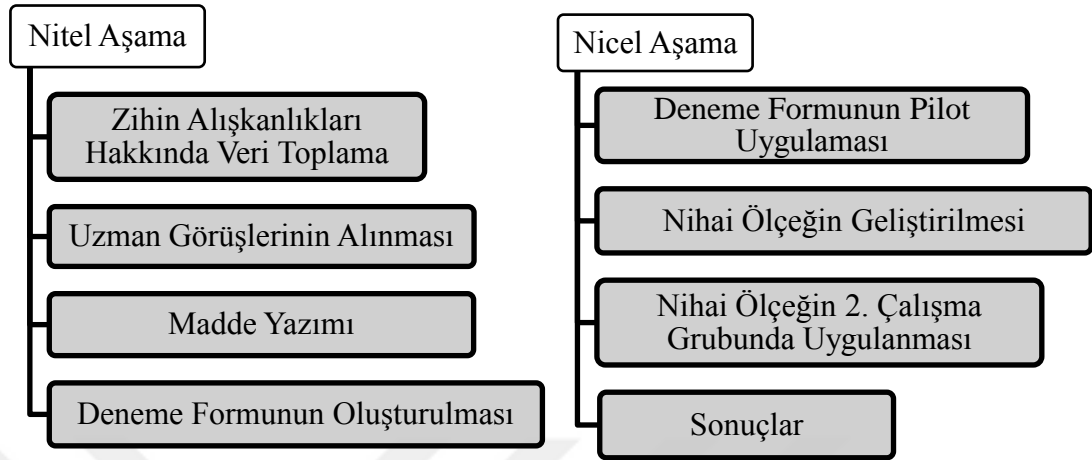 Nitel Aşama
Zihin Alışkanlıkları
Hakkında Veri Toplama
Uzman Görüşlerinin Alınması
Madde Yazımı
Deneme Formunun Oluşturulması
Nicel Aşama
Deneme Formunun Pilot
Uygulaması
Nihai Ölçeğin Geliştirilmesi
Nihai Ölçeğin 2. Çalışma
Grubunda Uygulanması
Sonuçlar